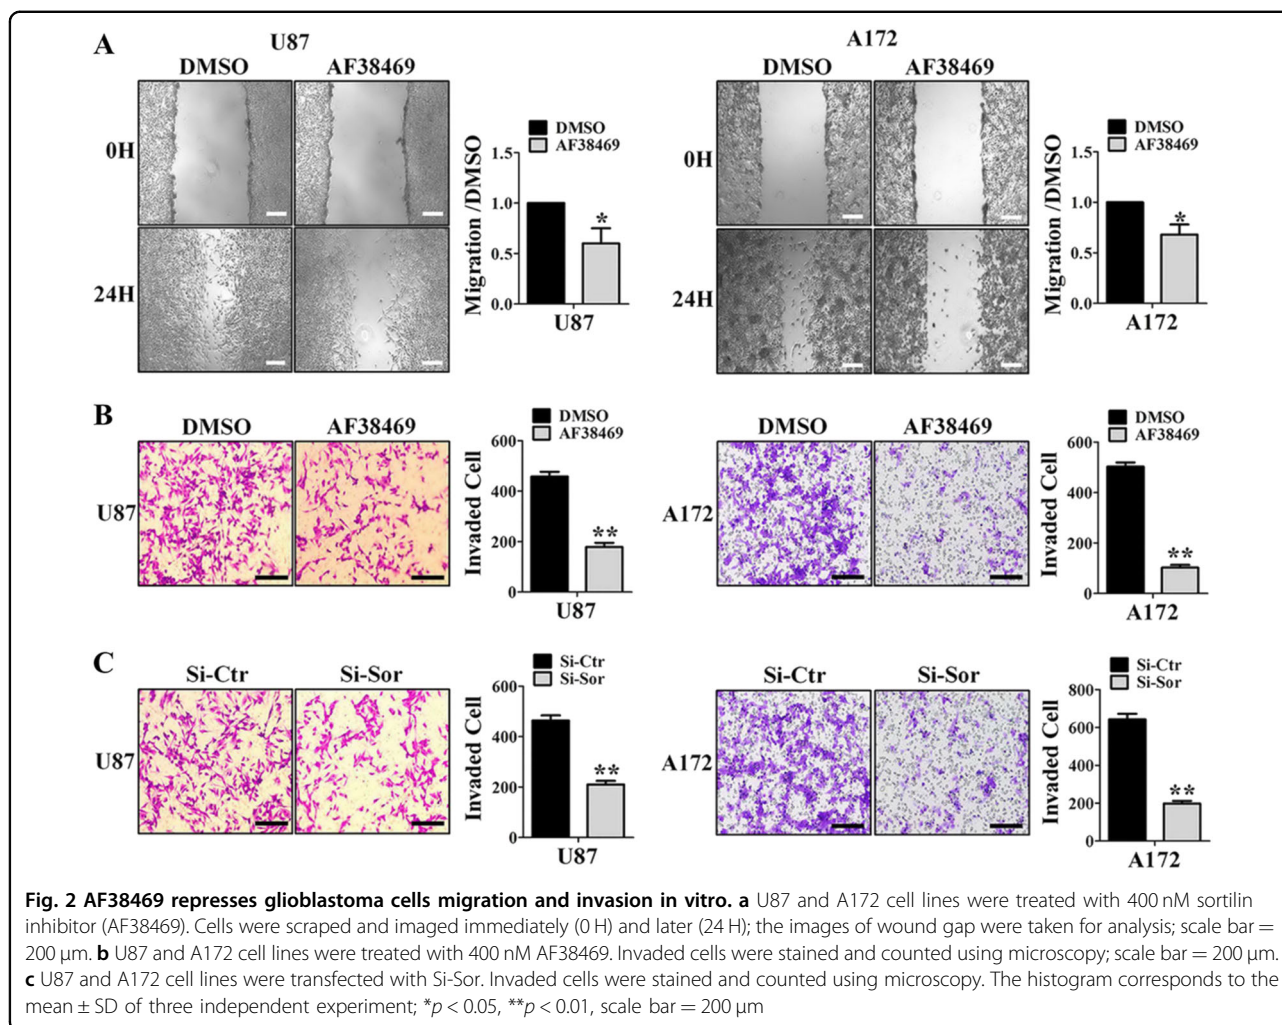 A
U87
DMSO
AF38469
0H
24H
DMSO
AF38469
Migration /DMSO
1.5
1.0
0.5
0.0
*
U87
A172
DMSO
AF38469
0H
24H
DMSO
AF38469
Migration /DMSO
1.5
1.0
0.5
0.0
*
A172
B
DMSO
AF38469
U87
DMSO
AF38469
Invaded Cell
600
400
200
0
**
U87
DMSO
AF38469
A172
DMSO
AF38469
Invaded Cell
600
400
200
0
**
A172
C
Si-Ctr
Si-Sor
U87
Si-Ctr
Si-Sor
Invaded Cell
600
400
200
0
**
U87
Si-Ctr
Si-Sor
A172
Si-Ctr
Si-Sor
Invaded Cell
800
600
400
200
0
**
A172
Fig. 2 AF38469 represses glioblastoma cells migration and invasion in vitro. a U87 and A172 cell lines were treated with 400 nM sortilin
inhibitor (AF38469). Cells were scraped and imaged immediately (0 H) and later (24 H); the images of wound gap were taken for analysis; scale bar =
200 µm. b U87 and A172 cell lines were treated with 400 nM AF38469. Invaded cells were stained and counted using microscopy; scale bar = 200 µm.
c U87 and A172 cell lines were transfected with Si-Sor. Invaded cells were stained and counted using microscopy. The histogram corresponds to the
mean ± SD of three independent experiment; *p < 0.05, **p < 0.01, scale bar = 200 µm